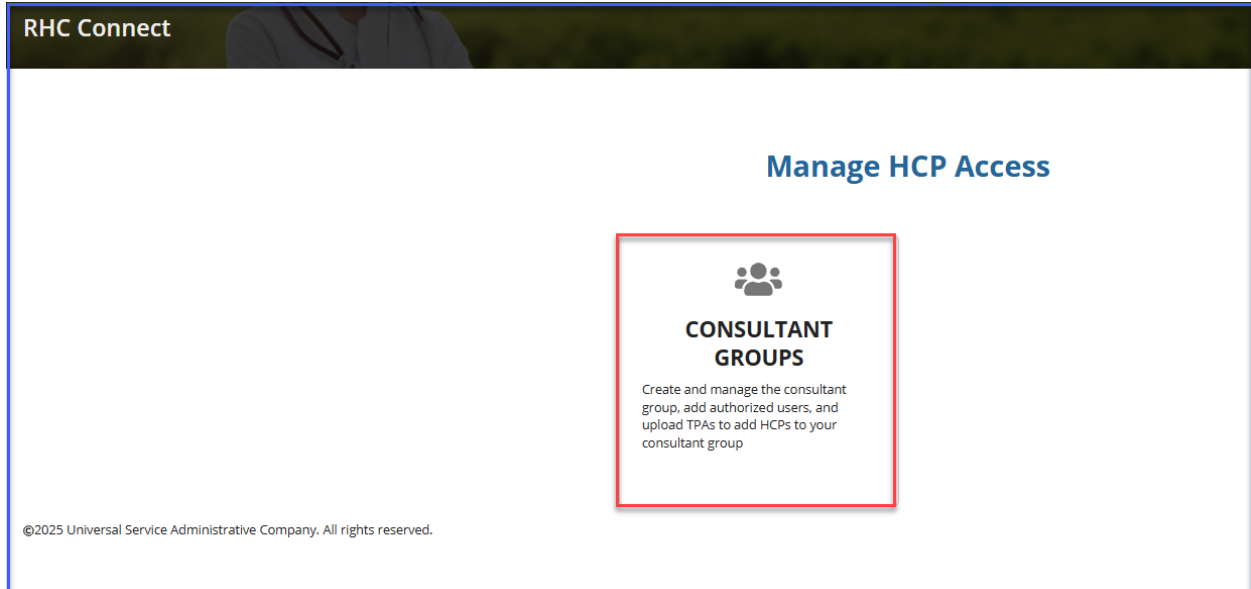 RHC Connect
Manage HCP Access
CONSULTANT
GROUPS
Create and manage the consultant
group, add authorized users, and
upload TPAs to add HCPs to your
consultant group
©2025 Universal Service Administrative Company. All rights reserved.